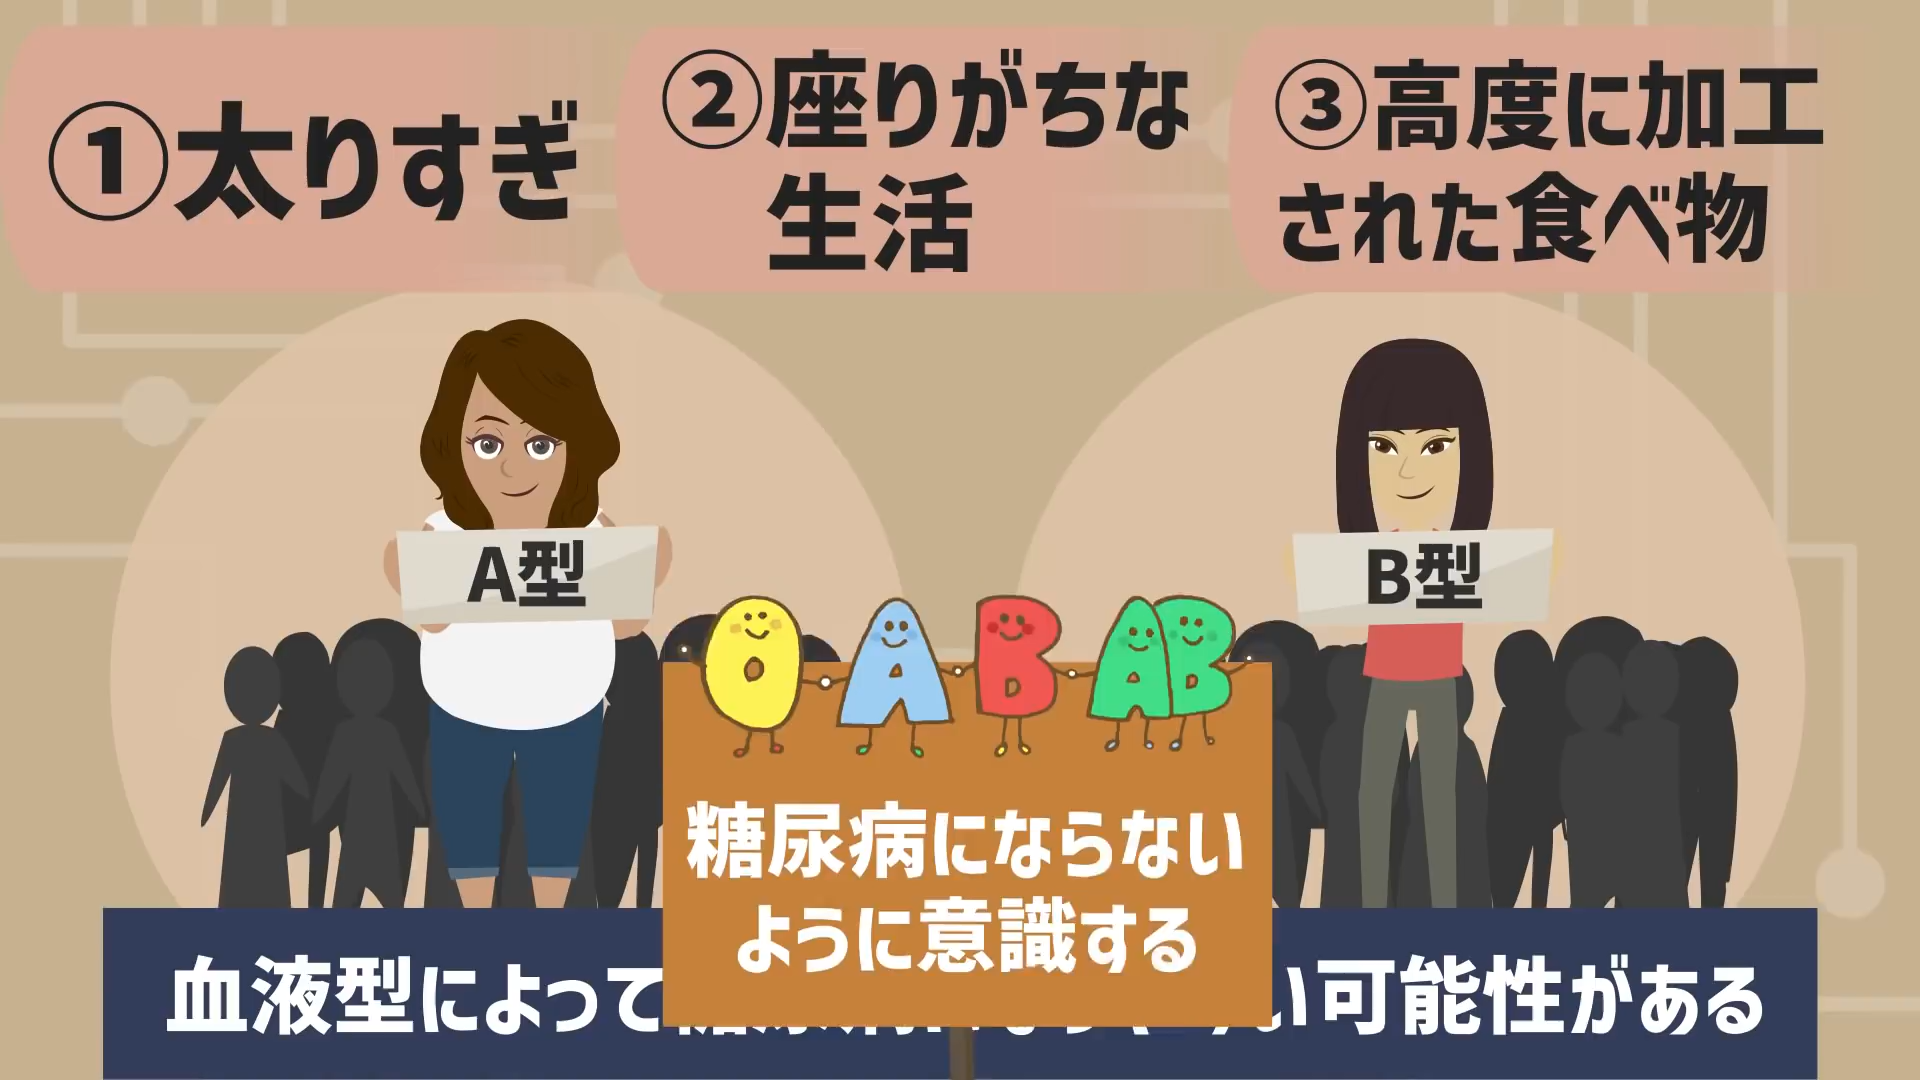 ①太りすぎ
②座りがちな
生活
③高度に加工
された食べ物
A型
B型
O A B AB
糖尿病にならない
ように意識する
血液型によって
い可能性がある